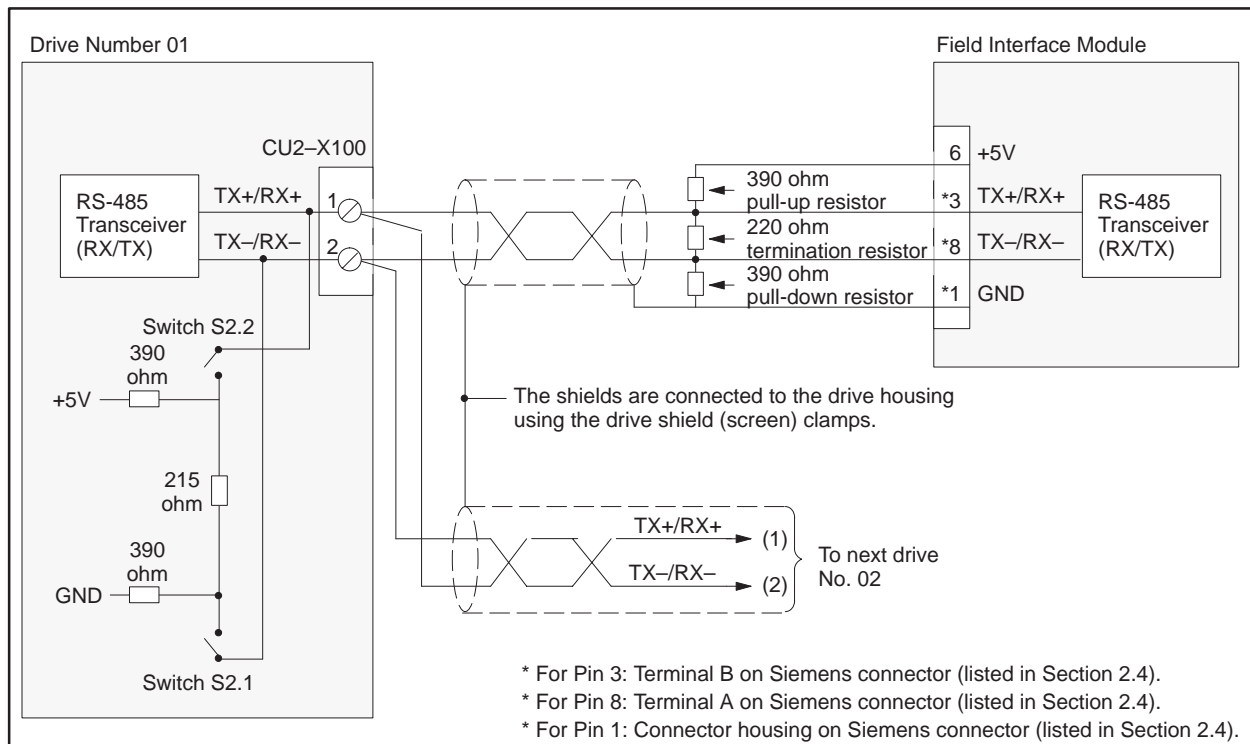 Drive Number 01
Field Interface Module
CU2–X100
RS-485
Transceiver
(RX/TX)
TX+/RX+
TX–/RX–
1
2
390 ohm
pull-up resistor
220 ohm
termination resistor
390 ohm
pull-down resistor
6
*3
*8
*1
+5V
TX+/RX+
TX–/RX–
GND
RS-485
Transceiver
(RX/TX)
Switch S2.2
390
ohm
+5V
215
ohm
390
ohm
GND
Switch S2.1
The shields are connected to the drive housing
using the drive shield (screen) clamps.
TX+/RX+
(1)
TX–/RX–
(2)
To next drive
No. 02
* For Pin 3: Terminal B on Siemens connector (listed in Section 2.4).
* For Pin 8: Terminal A on Siemens connector (listed in Section 2.4).
* For Pin 1: Connector housing on Siemens connector (listed in Section 2.4).